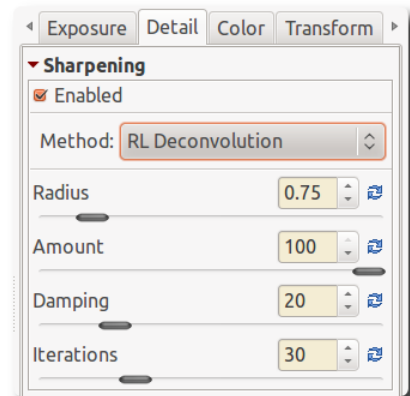 Exposure Detail Color Transform
Sharpening
Enabled
Method: RL Deconvolution
Radius 0.75
Amount 100
Damping 20
Iterations 30